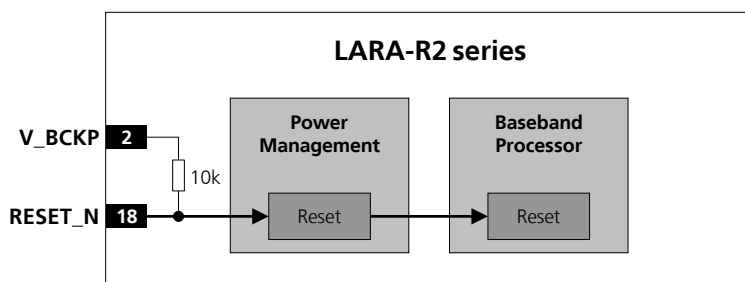 LARA-R2 series
V_BCKP 2
Power
Management
Baseband
Processor
10k
RESET_N 18
Reset
Reset